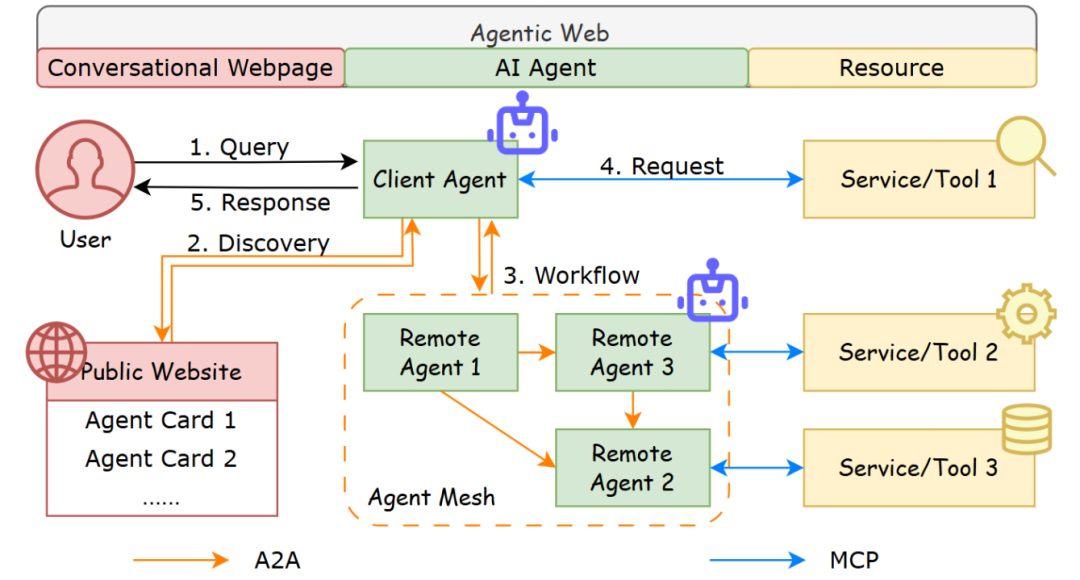 Agentic Web
Conversational Webpage
AI Agent
Resource
1. Query
Client Agent
4. Request
Service/Tool 1
5. Response
User
2. Discovery
3. Workflow
Public Website
Agent Card 1
Agent Card 2
......
Remote
Agent 1
Remote
Agent 3
Service/Tool 2
Remote
Agent 2
Service/Tool 3
Agent Mesh
A2A
MCP